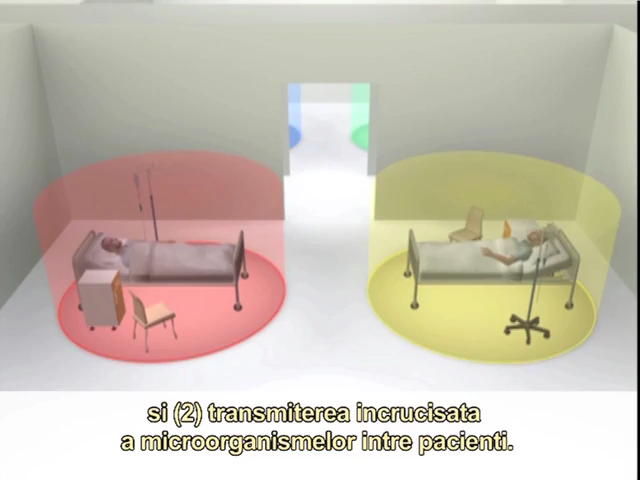 si (2) transmiterea incrucisata
a microorganismelor intre pacienti.